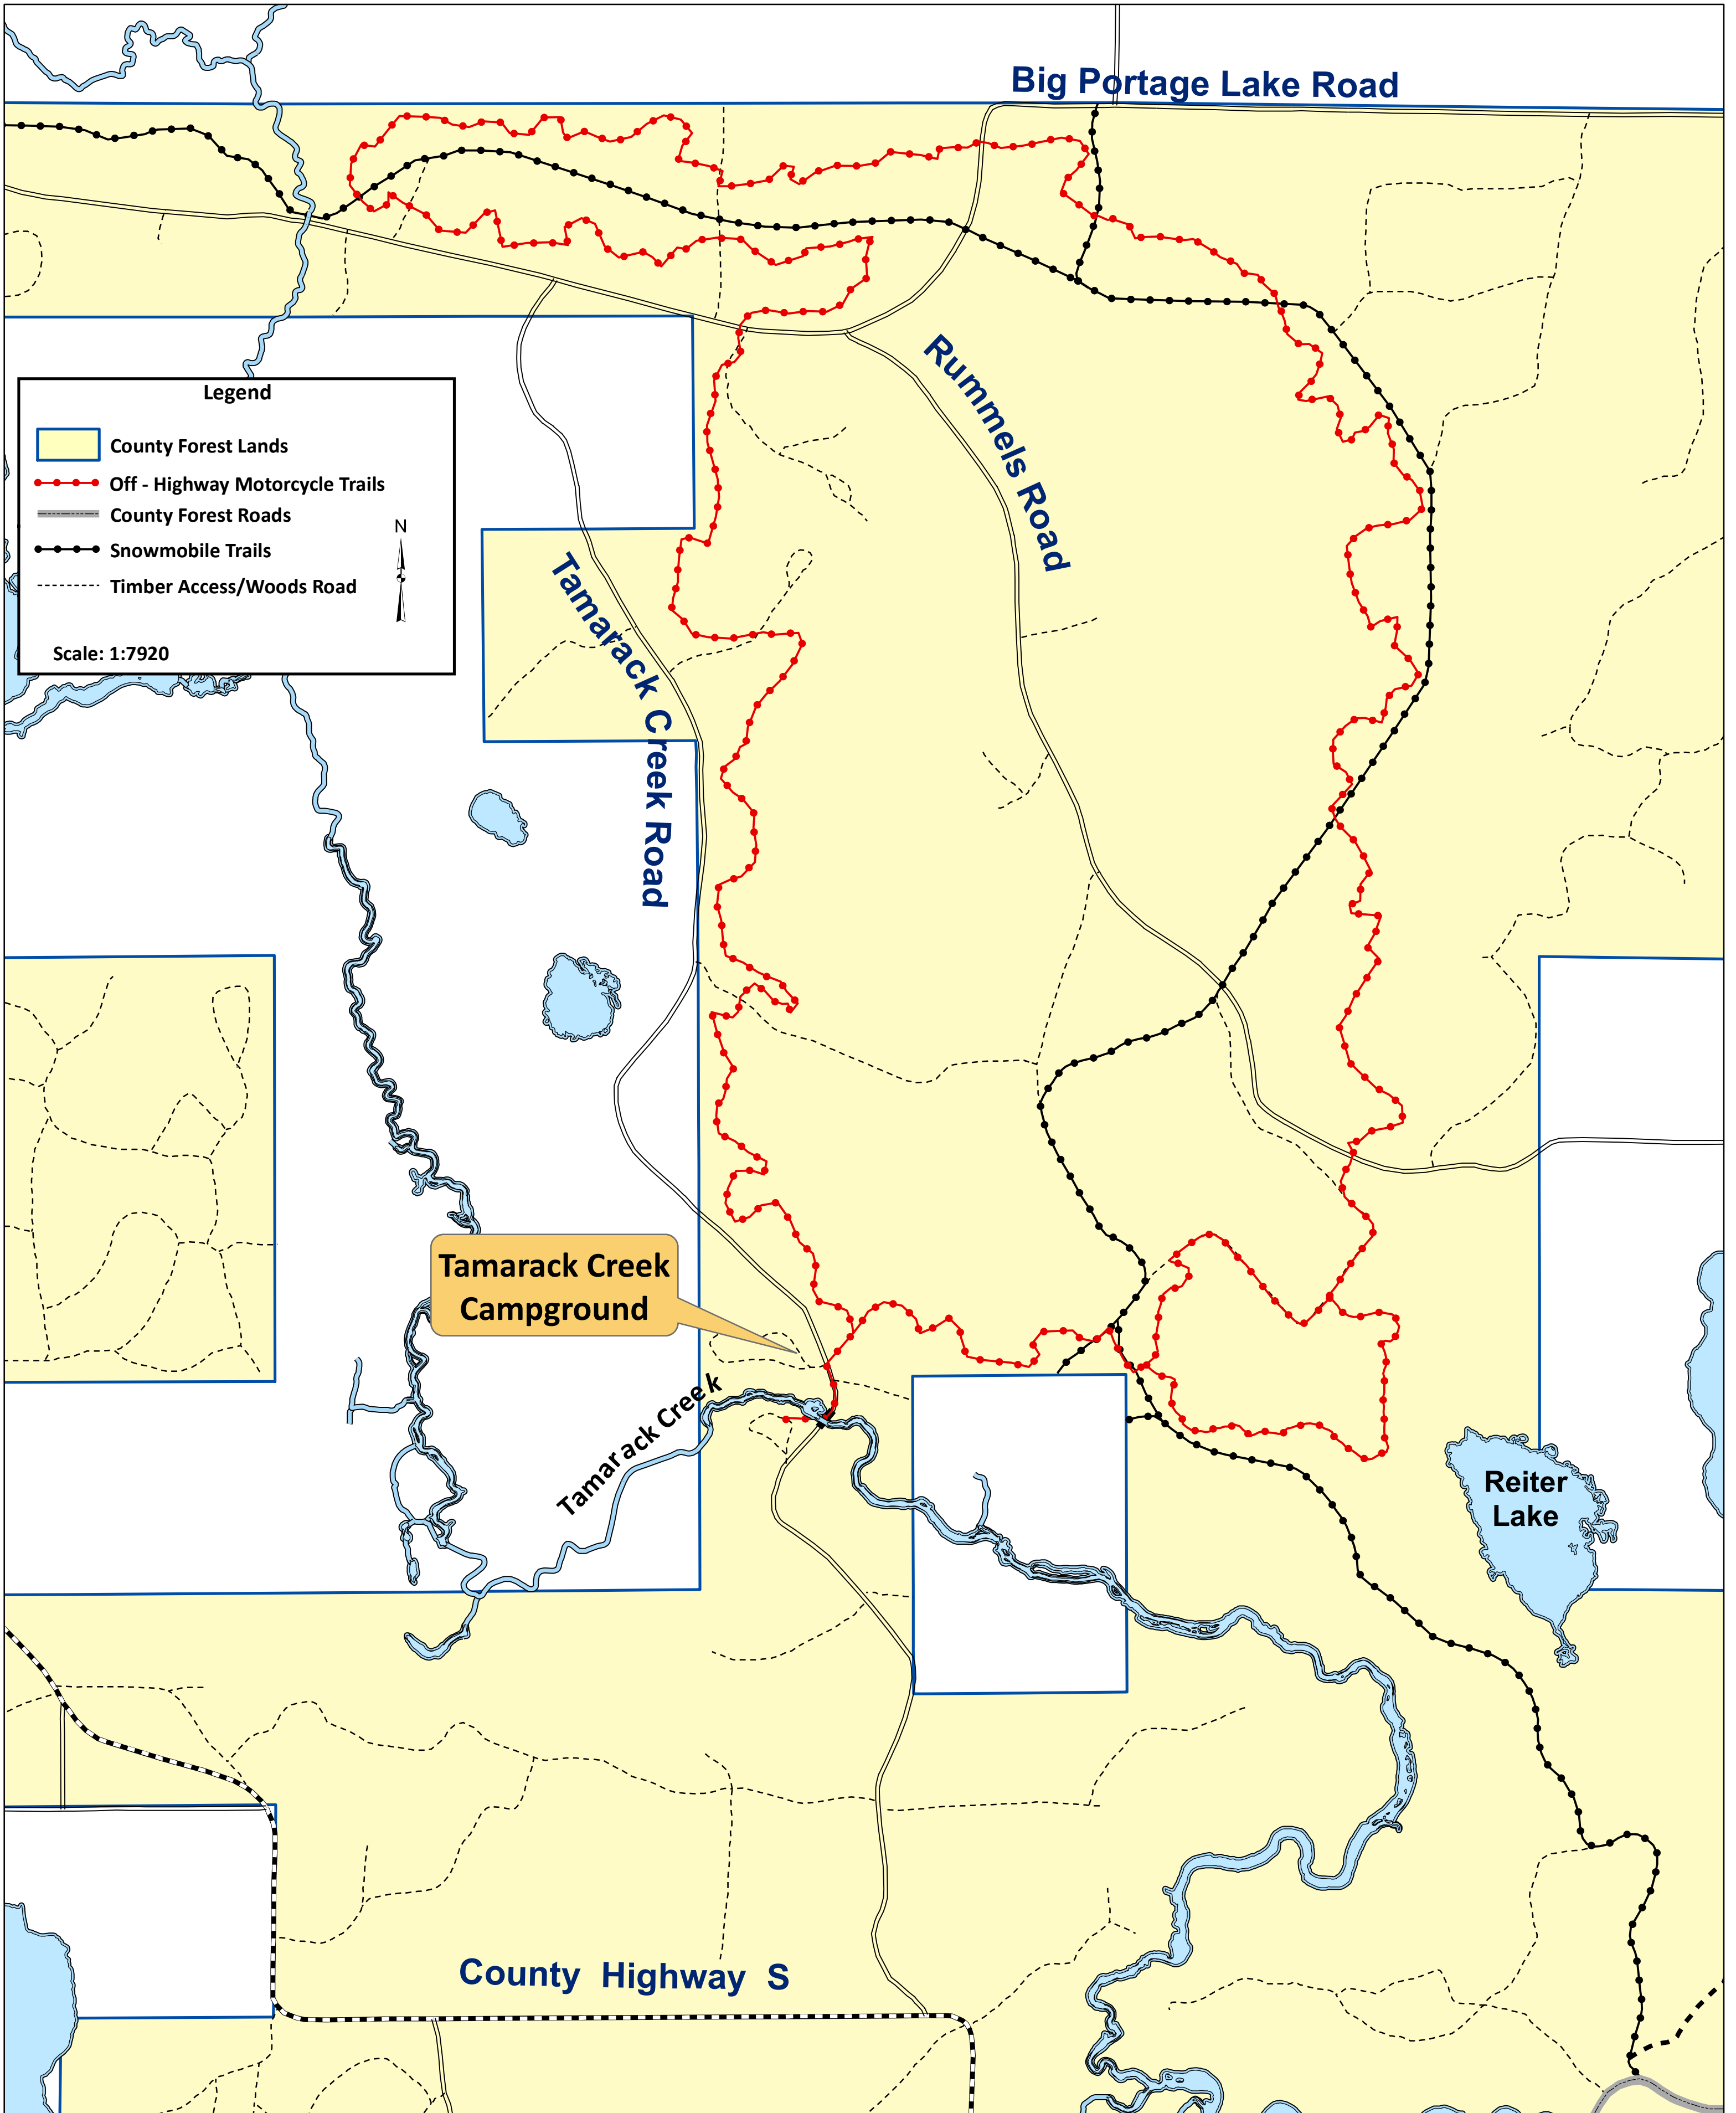 Big Portage Lake Road
Rummels Road
Legend
County Forest Lands
Off - Highway Motorcycle Trails
County Forest Roads
N
Snowmobile Trails
Timber Access/Woods Road
Scale: 1:7920
Tamarack Creek Road
Tamarack Creek
Campground
Tamarack Creek
Reiter
Lake
County Highway S